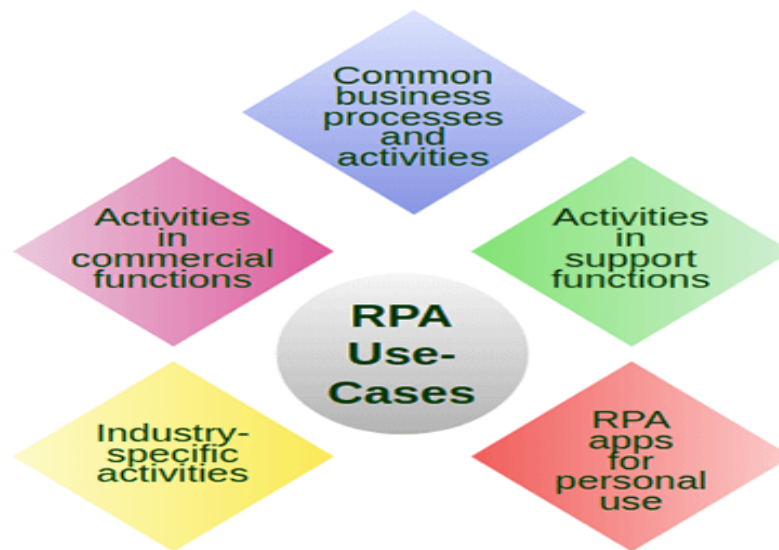 Common
business
processes
and
activities
Activities
in
commercial
functions
Activities
in
support
functions
RPA
Use-
Cases
Industry-
specific
activities
RPA
apps
for
personal
use